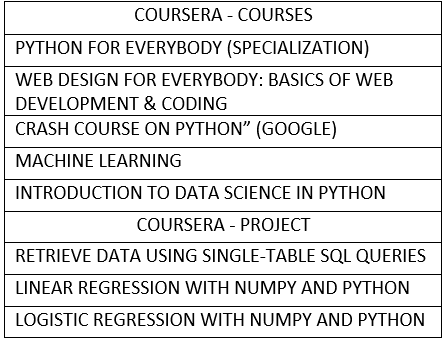 COURSERA - COURSES
PYTHON FOR EVERYBODY (SPECIALIZATION)
WEB DESIGN FOR EVERYBODY: BASICS OF WEB
DEVELOPMENT & CODING
CRASH COURSE ON PYTHON” (GOOGLE)
MACHINE LEARNING
INTRODUCTION TO DATA SCIENCE IN PYTHON
COURSERA - PROJECT
RETRIEVE DATA USING SINGLE-TABLE SQL QUERIES
LINEAR REGRESSION WITH NUMPY AND PYTHON
LOGISTIC REGRESSION WITH NUMPY AND PYTHON